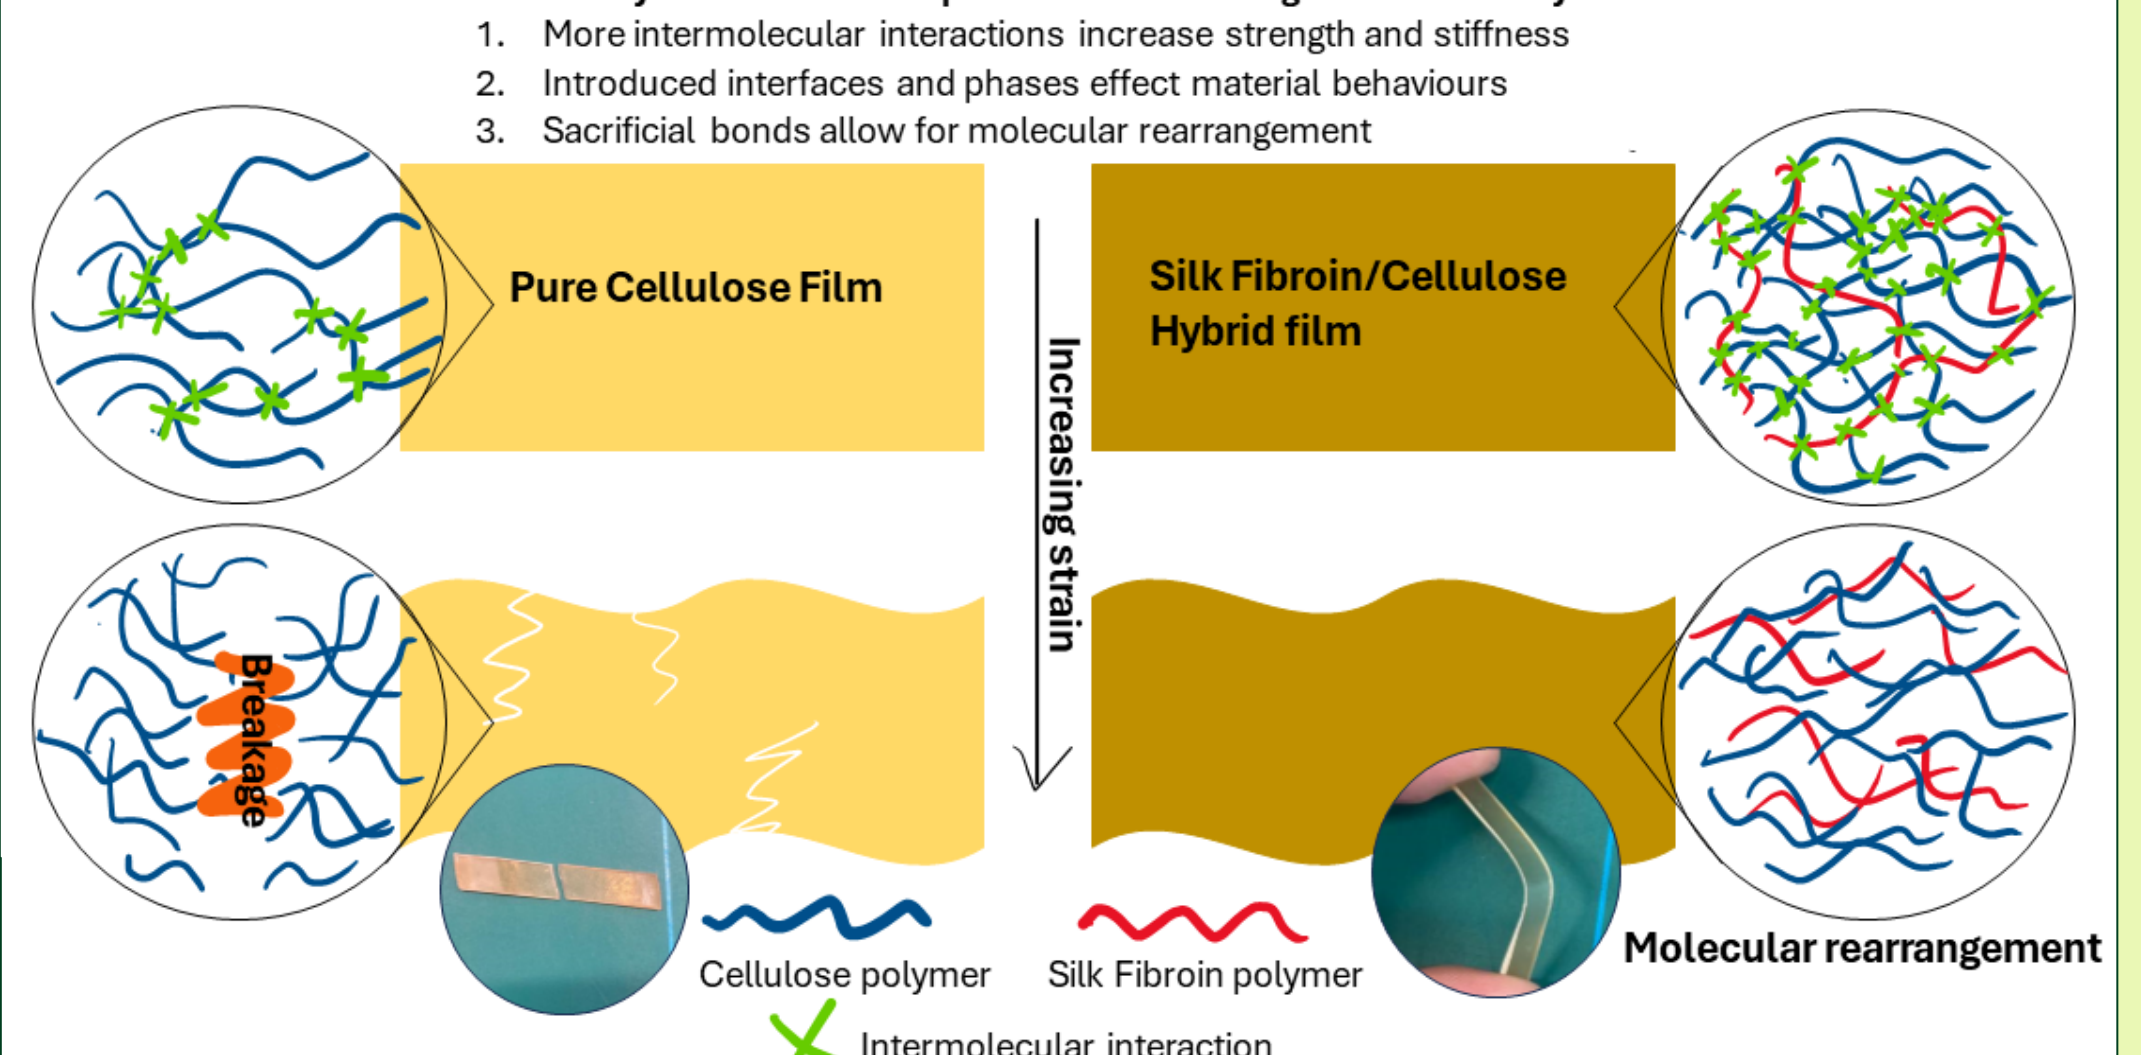 1. More intermolecular interactions increase strength and stiffness
2. Introduced interfaces and phases effect material behaviours
3. Sacrificial bonds allow for molecular rearrangement
Pure Cellulose Film
Silk Fibroin/Cellulose
Hybrid film
Increasing strain
Breakage
Cellulose polymer
Silk Fibroin polymer
Molecular rearrangement
Intermolecular interaction